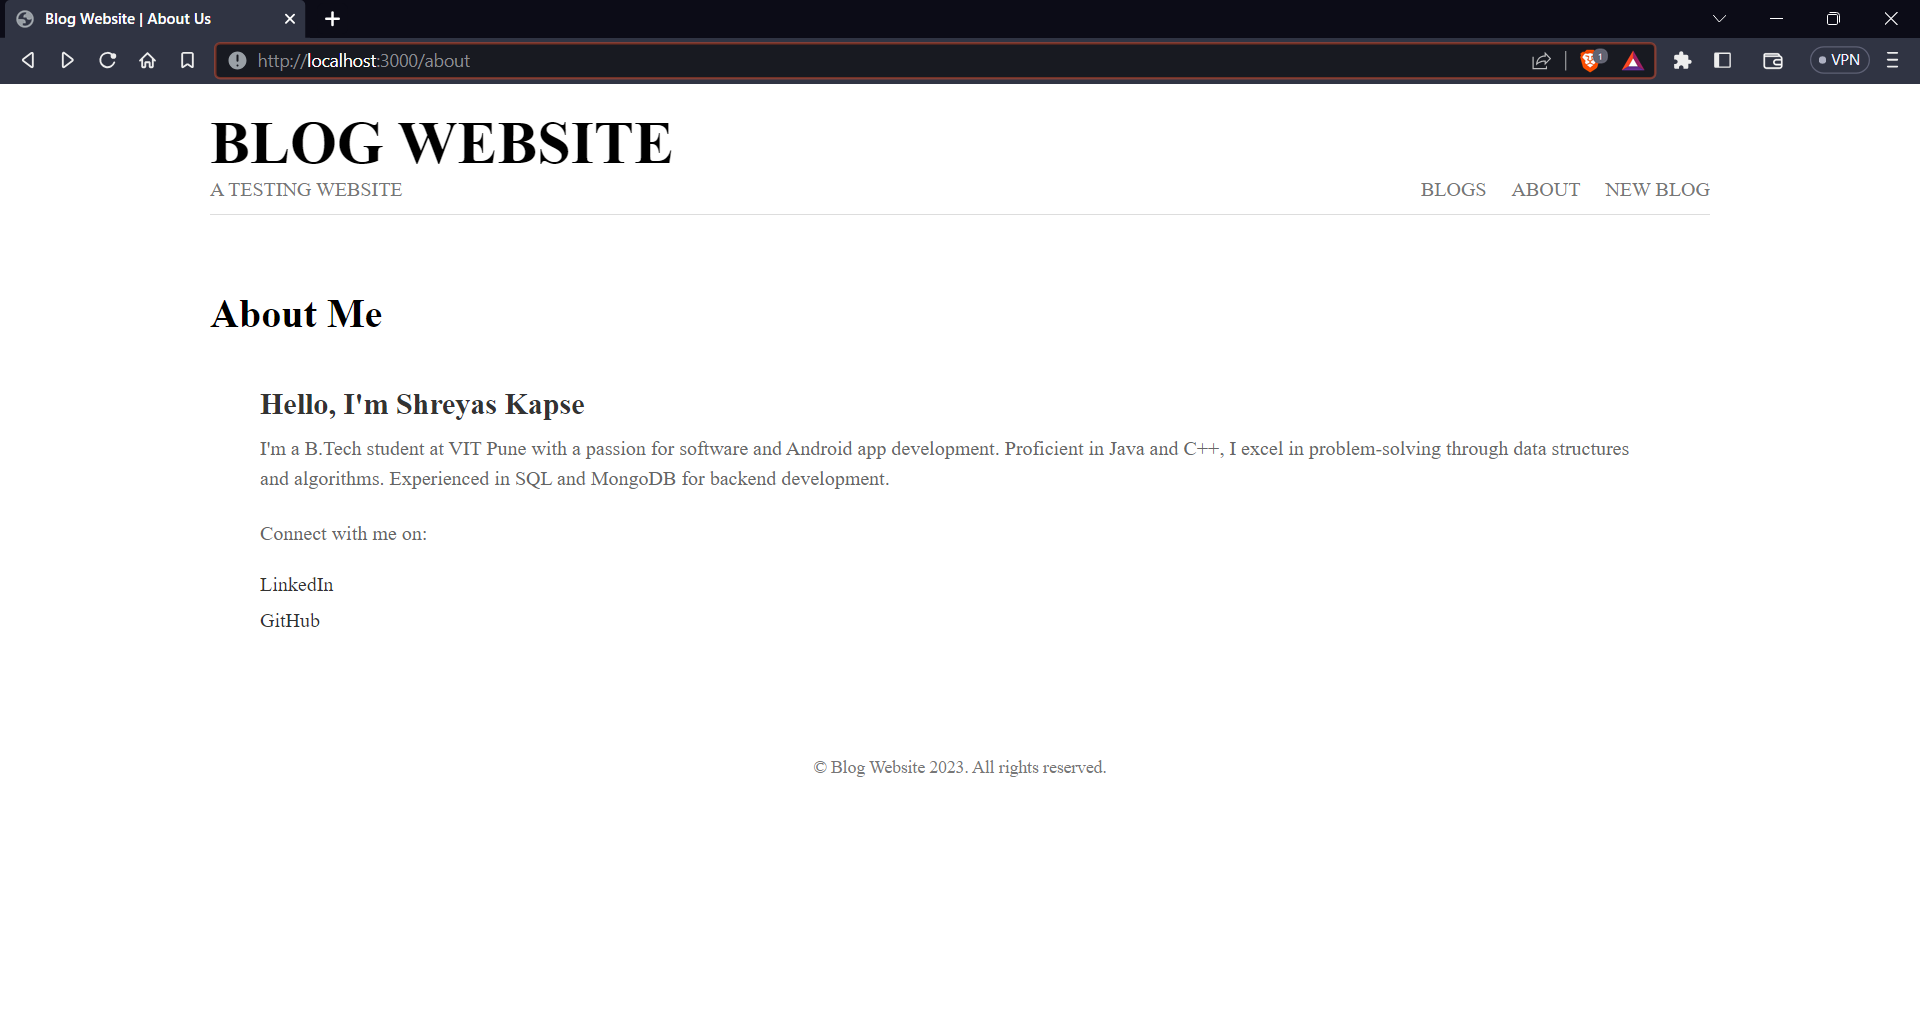 Blog Website | About Us
http://localhost:3000/about
1
VPN
BLOG WEBSITE
A TESTING WEBSITE
BLOGS ABOUT NEW BLOG
About Me
Hello, I'm Shreyas Kapse
I'm a B.Tech student at VIT Pune with a passion for software and Android app development. Proficient in Java and C++, I excel in problem-solving through data structures
and algorithms. Experienced in SQL and MongoDB for backend development.
Connect with me on:
LinkedIn
GitHub
© Blog Website 2023. All rights reserved.